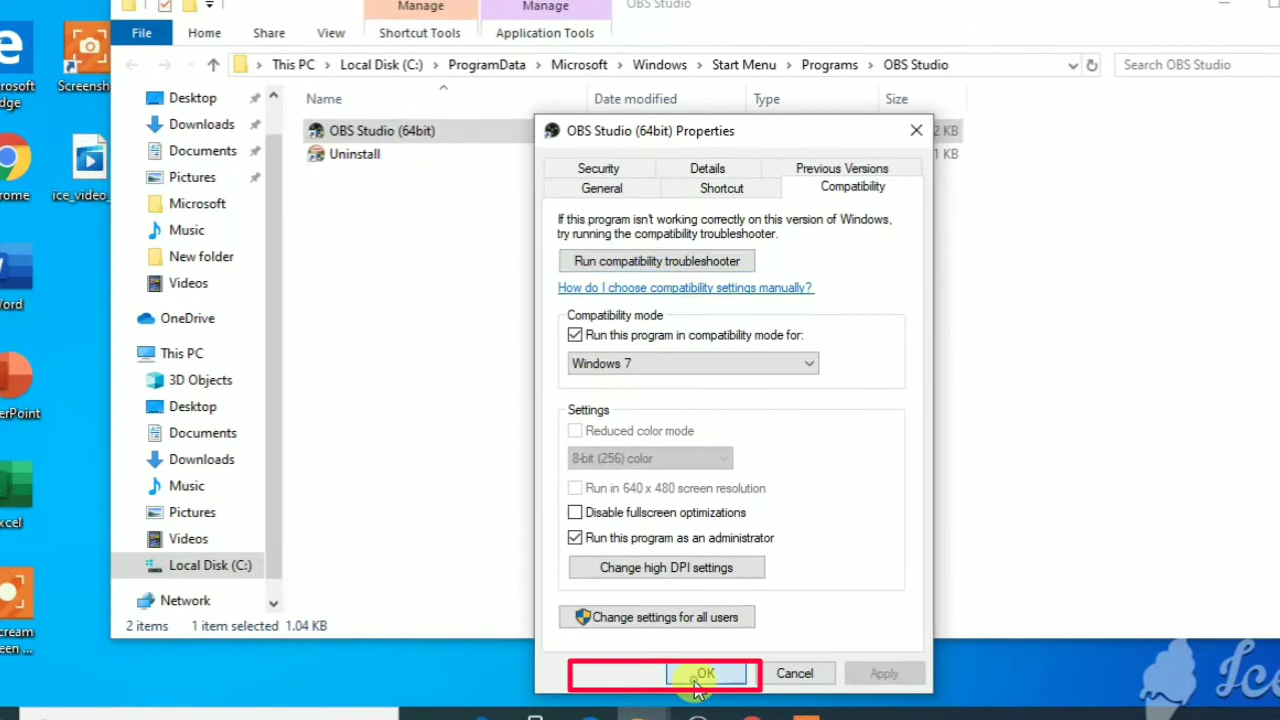 Manage
Manage
OBS Studio
File
Home
Share
View
Shortcut Tools
Application Tools
This PC
Local Disk (C:)
ProgramData
Microsoft
Windows
Start Menu
Programs
OBS Studio
Search OBS Studio
rosoft
dge
Screensh
rome
ice_video_
Vord
erPoint
xcel
cream
een ...
Desktop
Downloads
Documents
Pictures
Microsoft
Music
New folder
Videos
OneDrive
This PC
3D Objects
Desktop
Documents
Downloads
Music
Pictures
Videos
Local Disk (C:)
Network
2 items
1 item selected 1.04 KB
Name
Date modified
Type
Size
OBS Studio (64bit)
2 KB
Uninstall
1 KB
OBS Studio (64bit) Properties
Security
Details
Previous Versions
General
Shortcut
Compatibility
If this program isn't working correctly on this version of Windows,
try running the compatibility troubleshooter.
Run compatibility troubleshooter
How do I choose compatibility settings manually?
Compatibility mode
Run this program in compatibility mode for:
Windows 7
Settings
Reduced color mode
8-bit (256) color
Run in 640 x 480 screen resolution
Disable fullscreen optimizations
Run this program as an administrator
Change high DPI settings
Change settings for all users
OK
Cancel
Apply
Ice